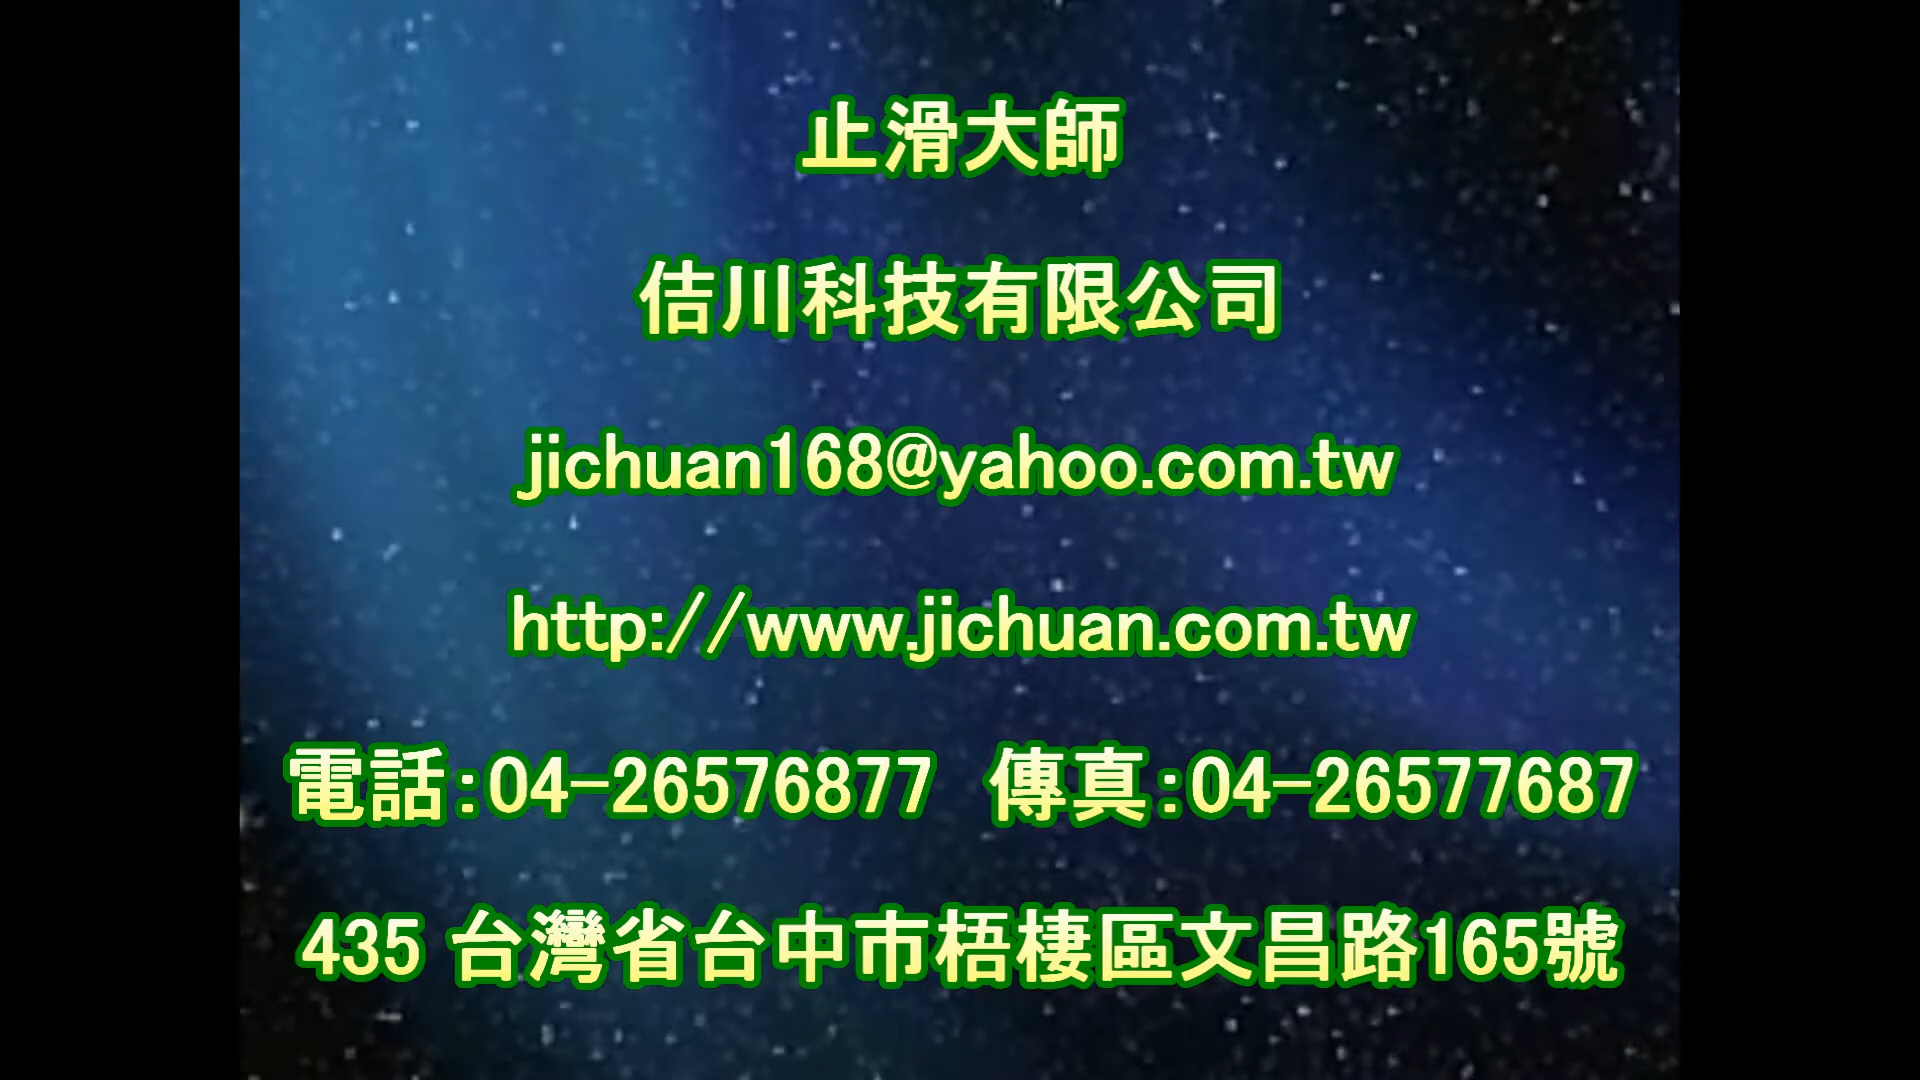 止滑大師
佶川科技有限公司
jichuan168@yahoo.com.tw
http://www.jichuan.com.tw
電話:04-26576877 傳真:04-26577687
435 台灣省台中市梧棲區文昌路165號